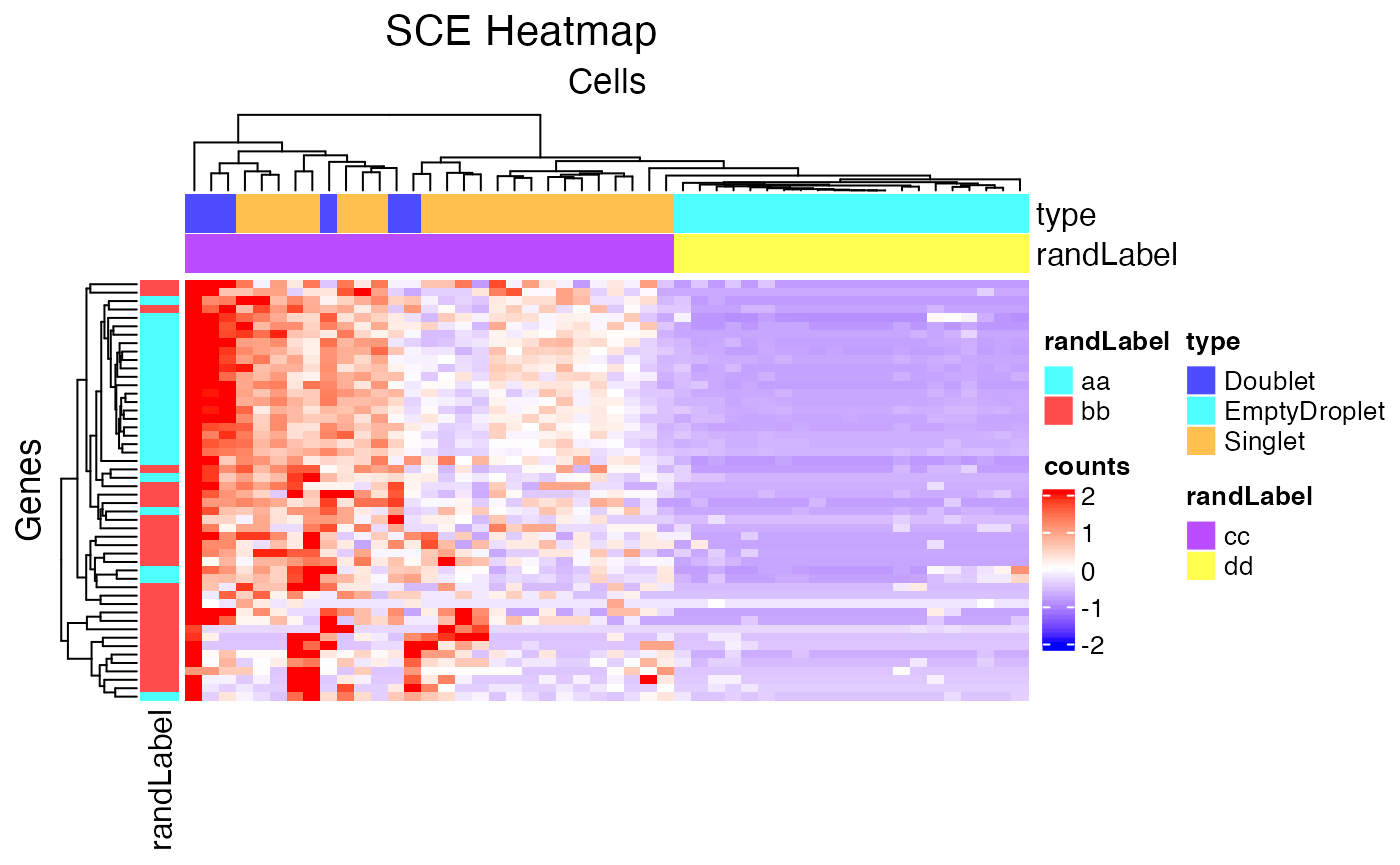 SCE Heatmap
Cells
type
randLabel
Genes
randLabel
randLabel
aa
bb
counts
2
1
0
-1
-2
type
Doublet
EmptyDroplet
Singlet
randLabel
cc
dd